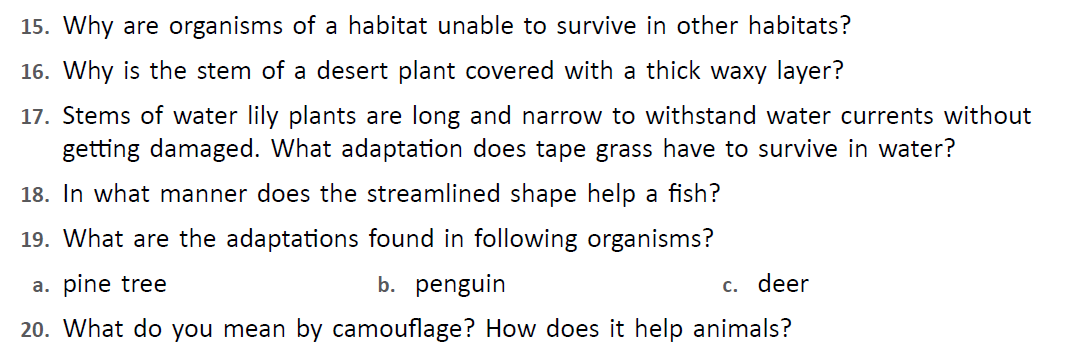 15. Why are organisms of a habitat unable to survive in other habitats?
16. Why is the stem of a desert plant covered with a thick waxy layer?
17. Stems of water lily plants are long and narrow to withstand water currents without
getting damaged. What adaptation does tape grass have to survive in water?
18. In what manner does the streamlined shape help a fish?
19. What are the adaptations found in following organisms?
a. pine tree b. penguin c. deer
20. What do you mean by camouflage? How does it help animals?